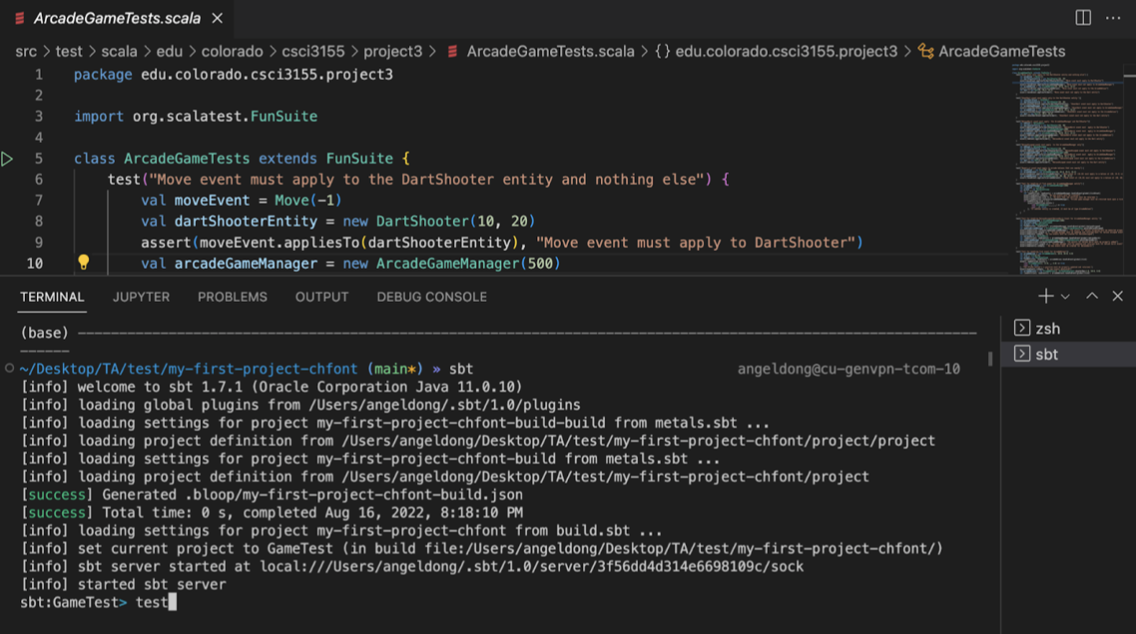 ArcadeGameTests.scala
src > test > scala > edu > colorado > csci3155 > project3 > ArcadeGameTests.scala > {} edu.colorado.csci3155.project3 > ArcadeGameTests
1 package edu.colorado.csci3155.project3
2
3 import org.scalatest.FunSuite
4
5 class ArcadeGameTests extends FunSuite {
6 test("Move event must apply to the DartShooter entity and nothing else") {
7 val moveEvent = Move(-1)
8 val dartShooterEntity = new DartShooter(10, 20)
9 assert(moveEvent.appliesTo(dartShooterEntity), "Move event must apply to DartShooter")
10 val arcadeGameManager = new ArcadeGameManager(500)
TERMINAL JUPYTER PROBLEMS OUTPUT DEBUG CONSOLE
zsh
sbt
(base)
~/Desktop/TA/test/my-first-project-chfont (main*) » sbt angeldong@cu-genvpn-tcom-10
[info] welcome to sbt 1.7.1 (Oracle Corporation Java 11.0.10)
[info] loading global plugins from /Users/angeldong/.sbt/1.0/plugins
[info] loading settings for project my-first-project-chfont-build-build from metals.sbt ...
[info] loading project definition from /Users/angeldong/Desktop/TA/test/my-first-project-chfont/project/project
[info] loading settings for project my-first-project-chfont-build from metals.sbt ...
[info] loading project definition from /Users/angeldong/Desktop/TA/test/my-first-project-chfont/project
[success] Generated .bloop/my-first-project-chfont-build.json
[success] Total time: 0 s, completed Aug 16, 2022, 8:18:10 PM
[info] loading settings for project my-first-project-chfont from build.sbt ...
[info] set current project to GameTest (in build file:/Users/angeldong/Desktop/TA/test/my-first-project-chfont/)
[info] sbt server started at local:///Users/angeldong/.sbt/1.0/server/3f56dd4d314e6698109c/sock
[info] started sbt server
sbt:GameTest> test